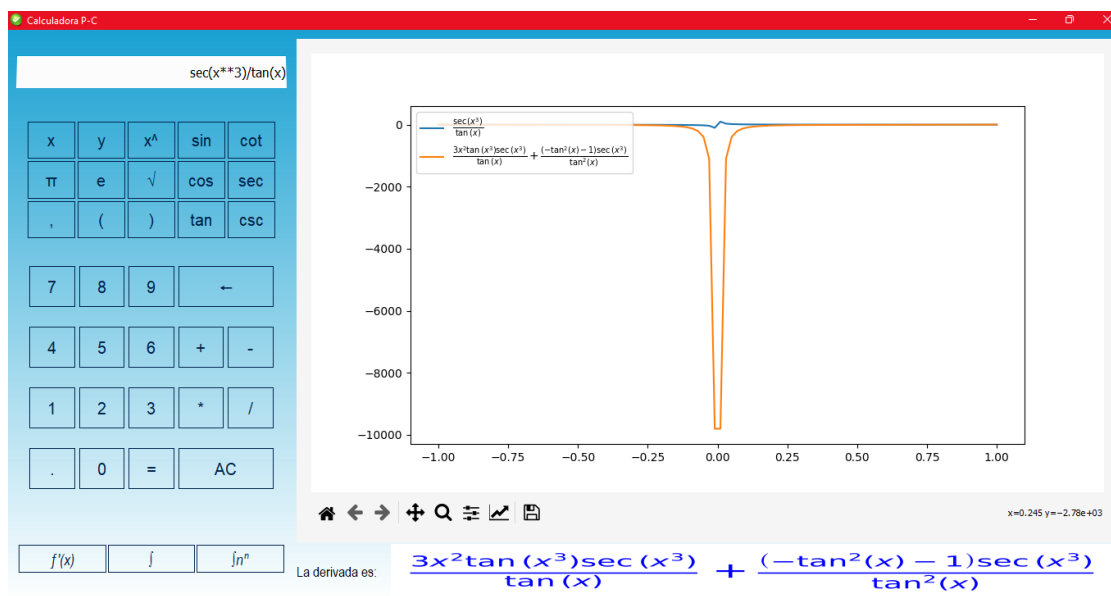 Calculadora P-C
sec(x**3)/tan(x)
x y x^ sin cot
π e √ cos sec
, ( ) tan csc
7 8 9 ←
4 5 6 + -
1 2 3 * /
. 0 = AC
f'(x) ∫ ∫nⁿ
sec(x³)/tan (x)
3x²tan (x³)sec(x³)/tan (x) + (−tan²(x)−1)sec(x³)/tan²(x)
0
−2000
−4000
−6000
−8000
−10000
−1.00 −0.75 −0.50 −0.25 0.00 0.25 0.50 0.75 1.00
x=0.245 y=−2.78e+03
La derivada es: 3x²tan (x³)sec (x³)/tan (x) + (−tan²(x) − 1)sec (x³)/tan²(x)